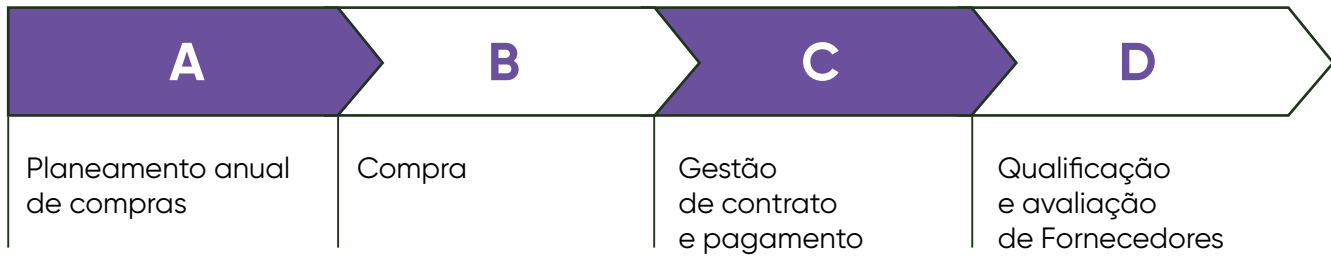 A
B
C
D
Planeamento anual
de compras
Compra
Gestão
de contrato
e pagamento
Qualificação
e avaliação
de Fornecedores